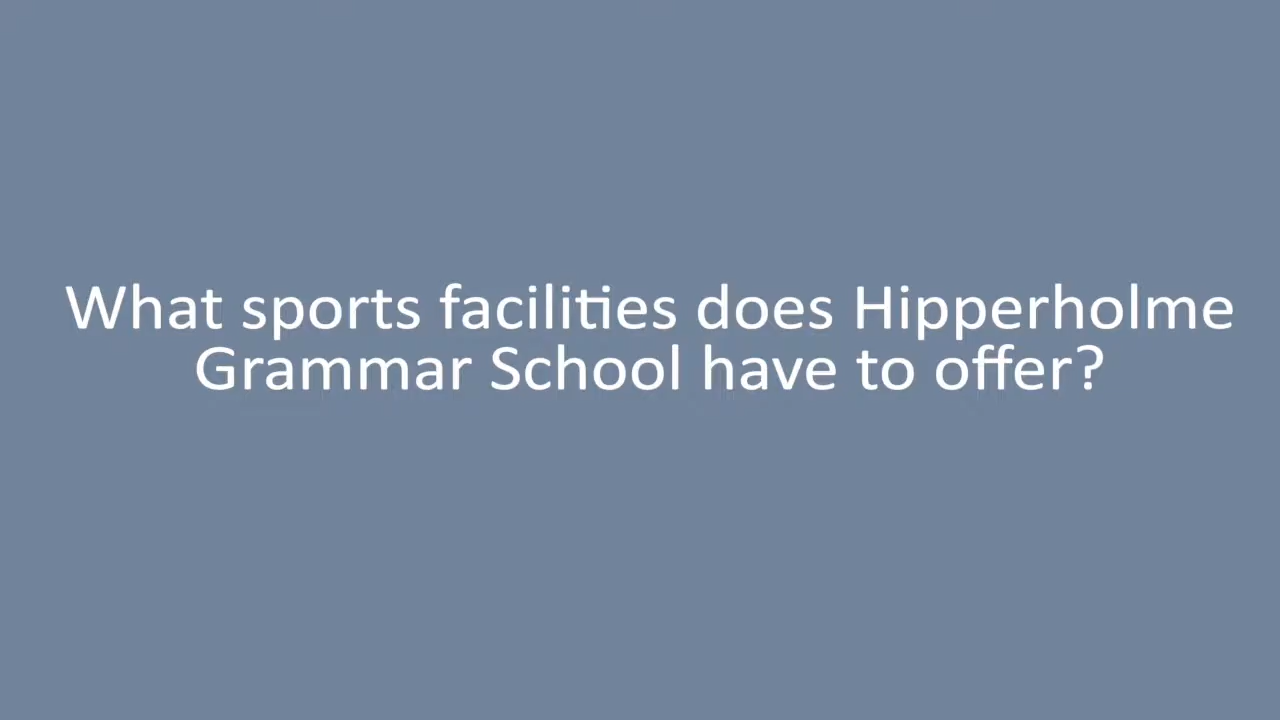 What sports facilities does Hipperholme
Grammar School have to offer?